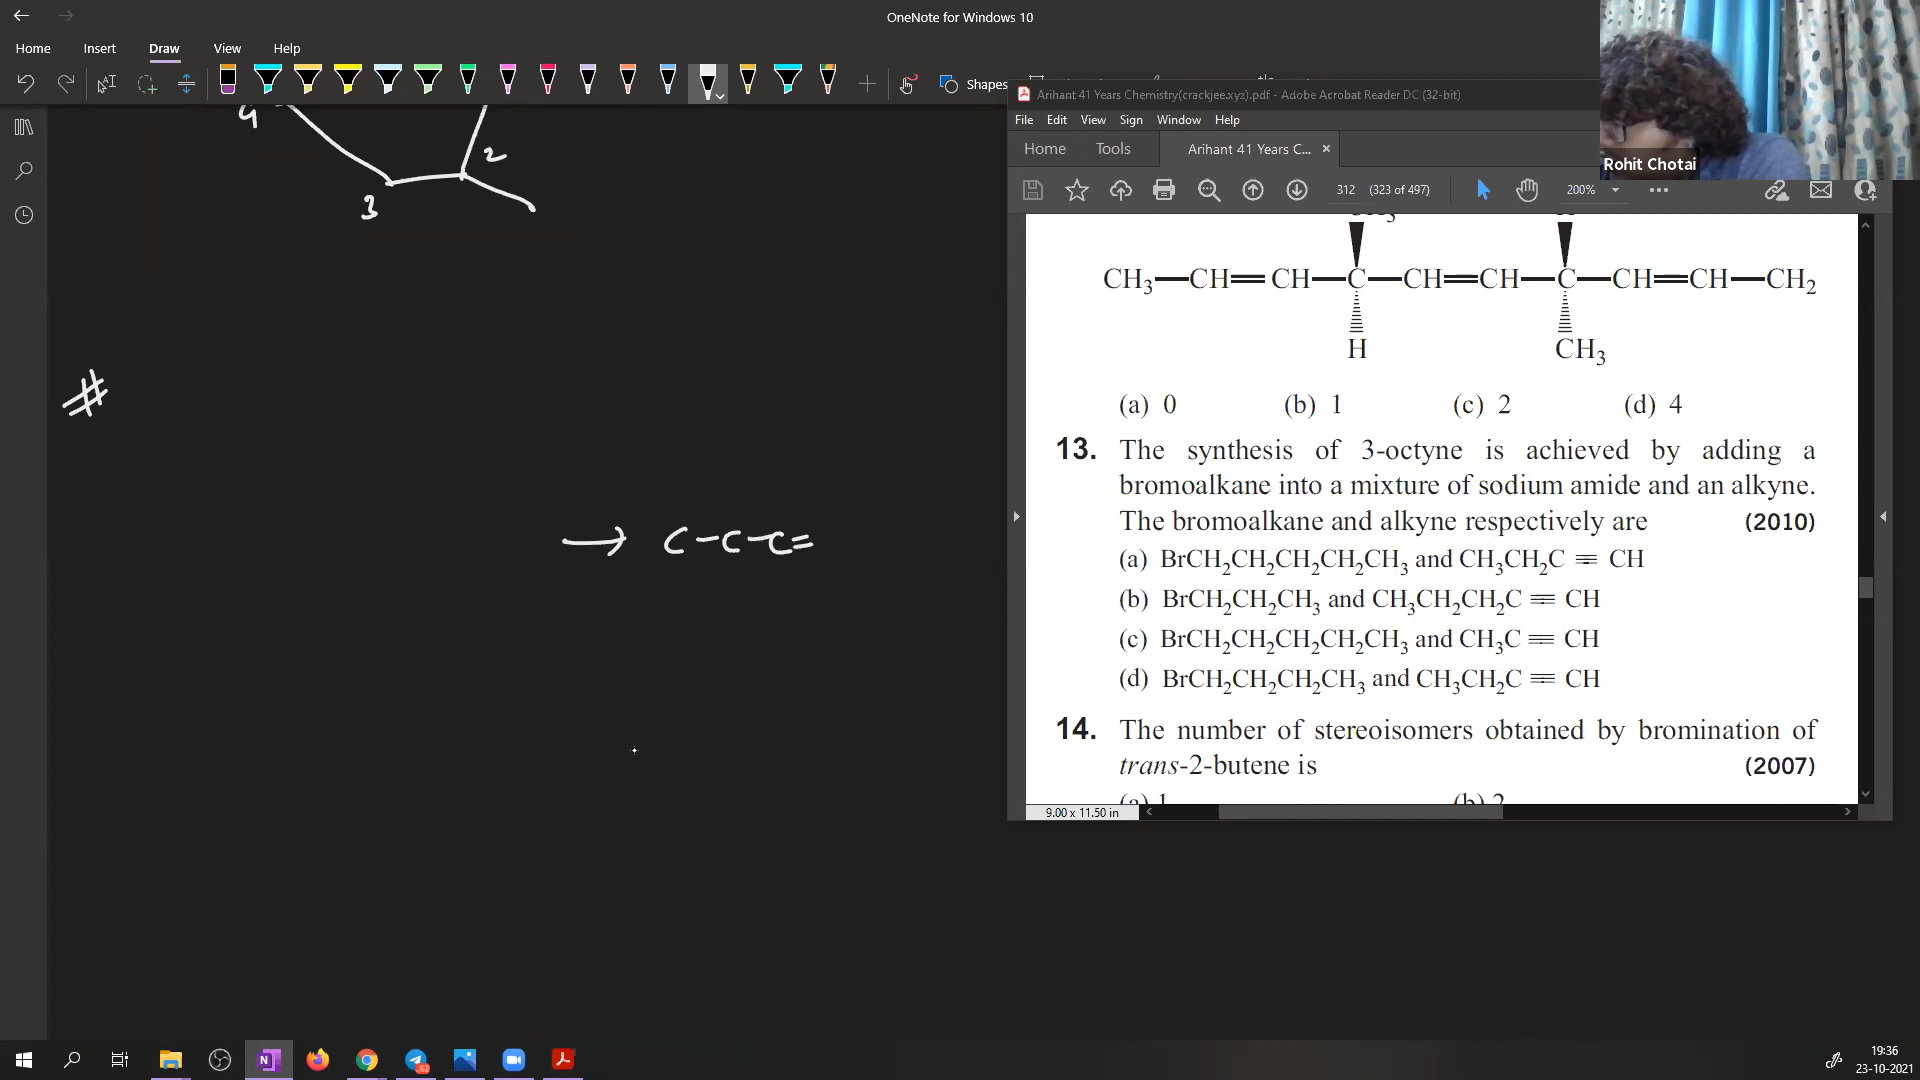 OneNote for Windows 10
Home Insert Draw View Help
Shapes
4
2
3
#
→ C-C-C=
Arihant 41 Years Chemistry(crackjee.xyz).pdf - Adobe Acrobat Reader DC (32-bit)
File Edit View Sign Window Help
Home Tools Arihant 41 Years C... ×
312 (323 of 497) 200%
Rohit Chotai
CH₃—CH=CH—C—CH=CH—C—CH=CH—CH₂
H CH₃
(a) 0 (b) 1 (c) 2 (d) 4
13. The synthesis of 3-octyne is achieved by adding a
bromoalkane into a mixture of sodium amide and an alkyne.
The bromoalkane and alkyne respectively are (2010)
(a) BrCH₂CH₂CH₂CH₂CH₃ and CH₃CH₂C ≡ CH
(b) BrCH₂CH₂CH₃ and CH₃CH₂CH₂C ≡ CH
(c) BrCH₂CH₂CH₂CH₂CH₃ and CH₃C ≡ CH
(d) BrCH₂CH₂CH₂CH₃ and CH₃CH₂C ≡ CH
14. The number of stereoisomers obtained by bromination of
trans-2-butene is (2007)
(a) 1 (b) 2
9.00 x 11.50 in
19:36
23-10-2021